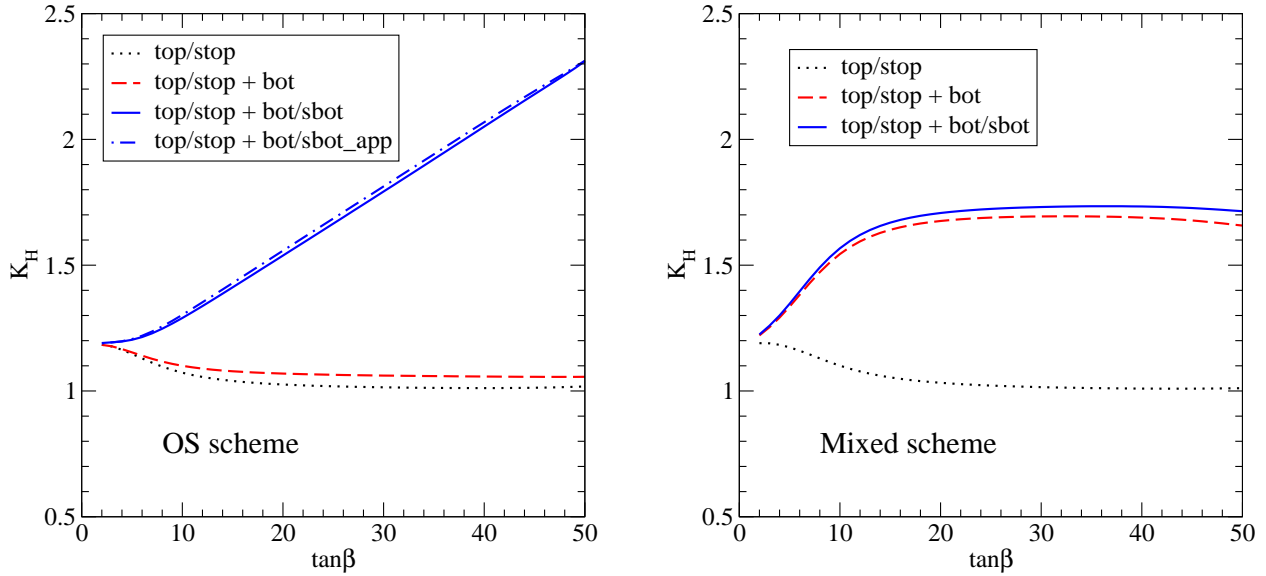 2.5
2
1.5
1
0.5
K_H
top/stop
top/stop + bot
top/stop + bot/sbot
top/stop + bot/sbot_app
OS scheme
0 10 20 30 40 50
tanβ
2.5
2
1.5
1
0.5
K_H
top/stop
top/stop + bot
top/stop + bot/sbot
Mixed scheme
0 10 20 30 40 50
tanβ